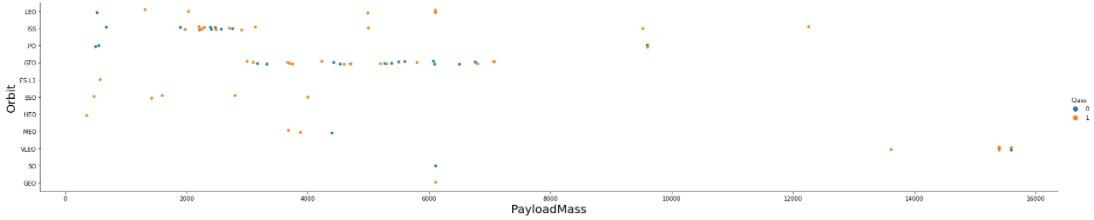 LEO
ISS
PO
GTO
ES-L1
SSO
HEO
MEO
VLEO
SO
GEO
Orbit
0 2000 4000 6000 8000 10000 12000 14000 16000
PayloadMass
Class
0
1